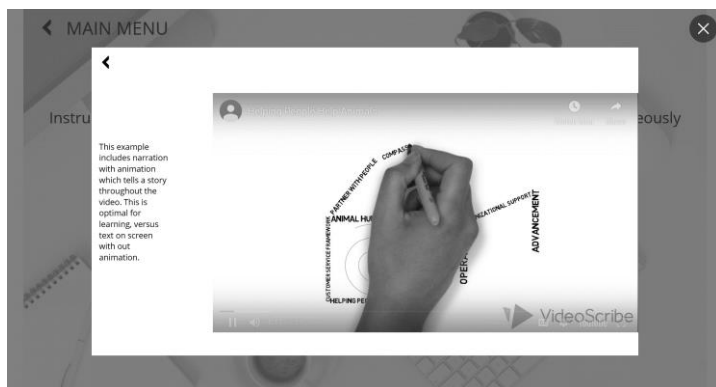 MAIN MENU
Instru
eously
This example
includes narration
with animation
which tells a story
throughout the
video. This is
optimal for
learning, versus
text on screen
with out
animation.
PARTNER WITH PEOPLE
COMPASS
NIZATIONAL SUPPORT
ADVANCEMENT
ANIMAL HU
CUSTOMER SERVICE FRAMEWORK
OPERA
HELPING PE
VideoScribe